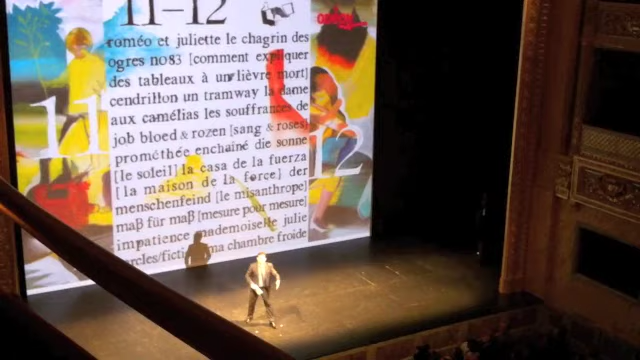 11–12
roméo et juliette le chagrin des
ogres no83 [comment expliquer
des tableaux à un lièvre mort]
cendrillon un tramway la dame
aux camélias les souffrances de
job bloed & rozen [sang & roses]
prométhée enchaîné die sonne
[le soleil] la casa de la fuerza
[la maison de la force] der
menschenfeind [le misanthrope]
maß für maß [mesure pour mesure]
impatience mademoiselle julie
cercles/fictions ma chambre froide
11
12